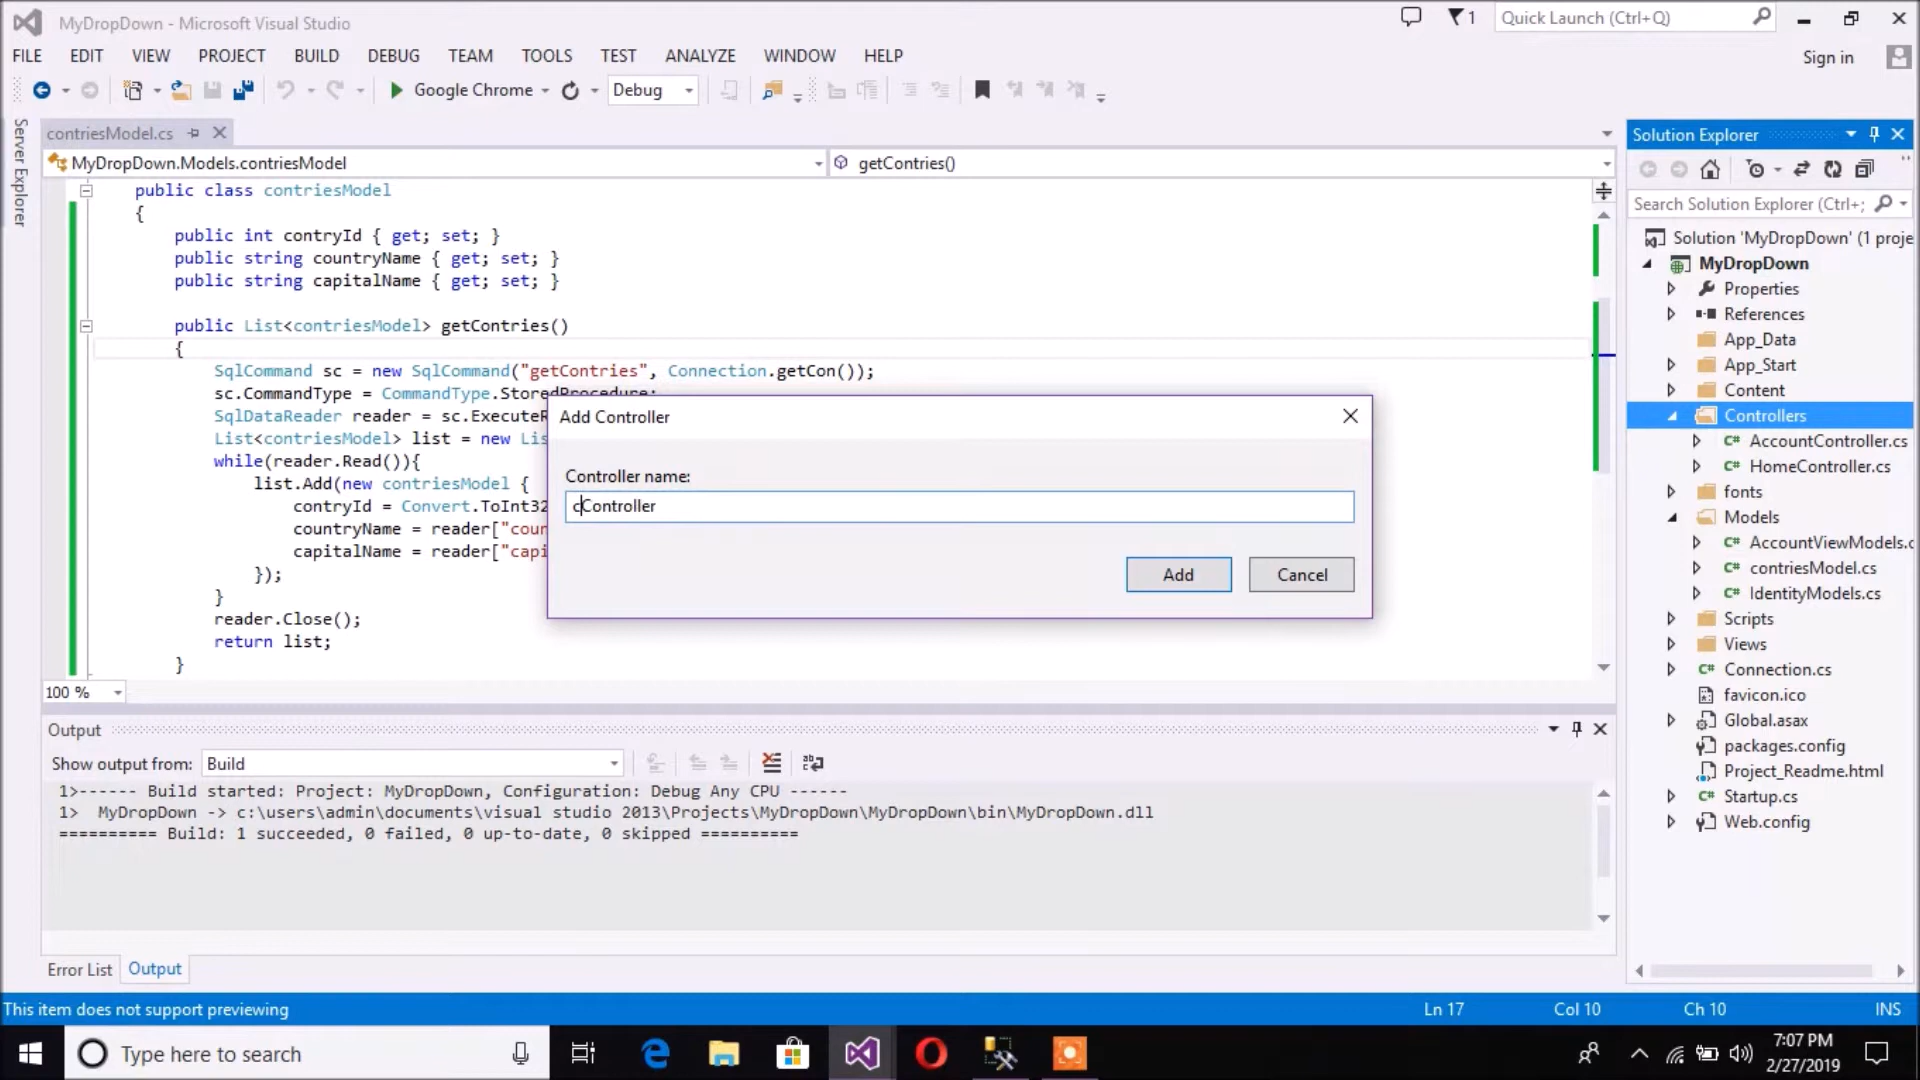 MyDropDown - Microsoft Visual Studio
1
Quick Launch (Ctrl+Q)
FILE EDIT VIEW PROJECT BUILD DEBUG TEAM TOOLS TEST ANALYZE WINDOW HELP
Sign in
Google Chrome
Debug
Server Explorer
contriesModel.cs
MyDropDown.Models.contriesModel
getContries()
public class contriesModel
{
public int contryId { get; set; }
public string countryName { get; set; }
public string capitalName { get; set; }
public List<contriesModel> getContries()
{
SqlCommand sc = new SqlCommand("getContries", Connection.getCon());
sc.CommandType = CommandType.StoredProcedure;
SqlDataReader reader = sc.ExecuteR
List<contriesModel> list = new Lis
while(reader.Read()){
list.Add(new contriesModel {
contryId = Convert.ToInt32
countryName = reader["coun
capitalName = reader["capi
});
}
reader.Close();
return list;
}
100 %
Add Controller
Controller name:
cController
Add
Cancel
Output
Show output from: Build
1>------ Build started: Project: MyDropDown, Configuration: Debug Any CPU ------
1>  MyDropDown -> c:\users\admin\documents\visual studio 2013\Projects\MyDropDown\MyDropDown\bin\MyDropDown.dll
========== Build: 1 succeeded, 0 failed, 0 up-to-date, 0 skipped ==========
Error List
Output
Solution Explorer
Search Solution Explorer (Ctrl+;
Solution 'MyDropDown' (1 proje
MyDropDown
Properties
References
App_Data
App_Start
Content
Controllers
C# AccountController.cs
C# HomeController.cs
fonts
Models
C# AccountViewModels.c
C# contriesModel.cs
C# IdentityModels.cs
Scripts
Views
C# Connection.cs
favicon.ico
Global.asax
packages.config
Project_Readme.html
C# Startup.cs
Web.config
This item does not support previewing
Ln 17
Col 10
Ch 10
INS
Type here to search
7:07 PM
2/27/2019